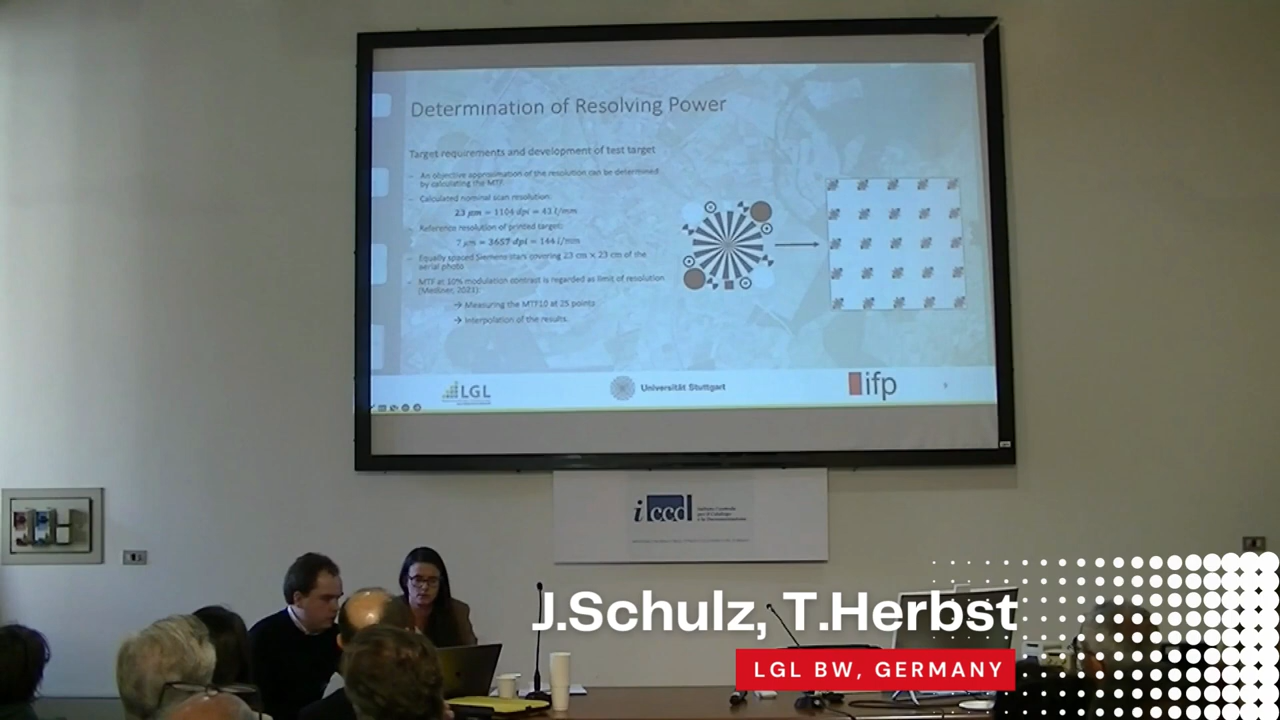 Determination of Resolving Power
Target requirements and development of test target
- An objective approximation of the resolution can be determined
by calculating the MTF
- Calculated nominal scan resolution:
23 μm = 1104 dpi = 43 l/mm
- Reference resolution of printed target:
7 μm = 3657 dpi = 144 l/mm
- Equally spaced Siemens stars covering 23 cm × 23 cm of the
aerial photo
- MTF at 10% modulation contrast is regarded as limit of resolution
2021):
→ Measuring the MTF10 at 25 points
→ Interpolation of the results.
LGL
Universität Stuttgart
ifp
9
iccd
J.Schulz, T.Herbst
LGL BW, GERMANY